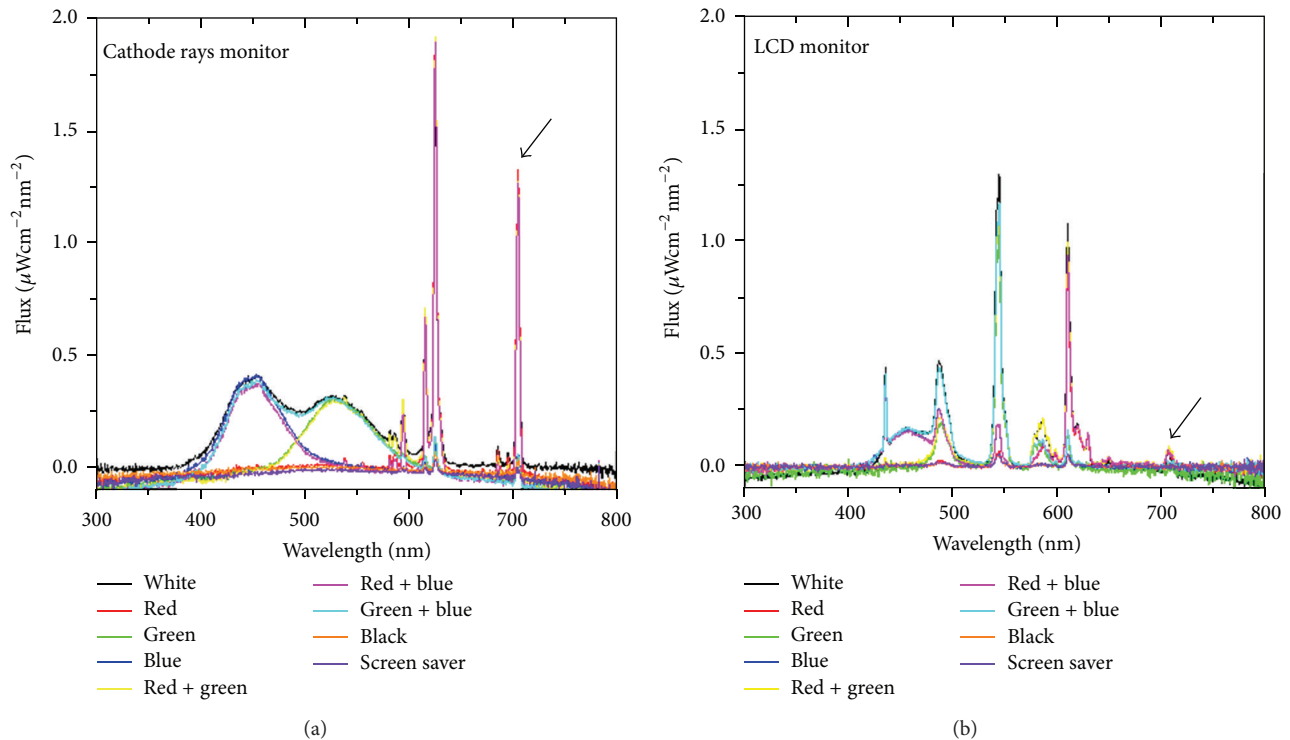 Cathode rays monitor
2.0
1.5
1.0
0.5
0.0
Flux (μWcm−2nm−2)
300 400 500 600 700 800
Wavelength (nm)
White
Red
Green
Blue
Red + green
Red + blue
Green + blue
Black
Screen saver
(a)
LCD monitor
2.0
1.5
1.0
0.5
0.0
Flux (μWcm−2nm−2)
300 400 500 600 700 800
Wavelength (nm)
White
Red
Green
Blue
Red + green
Red + blue
Green + blue
Black
Screen saver
(b)